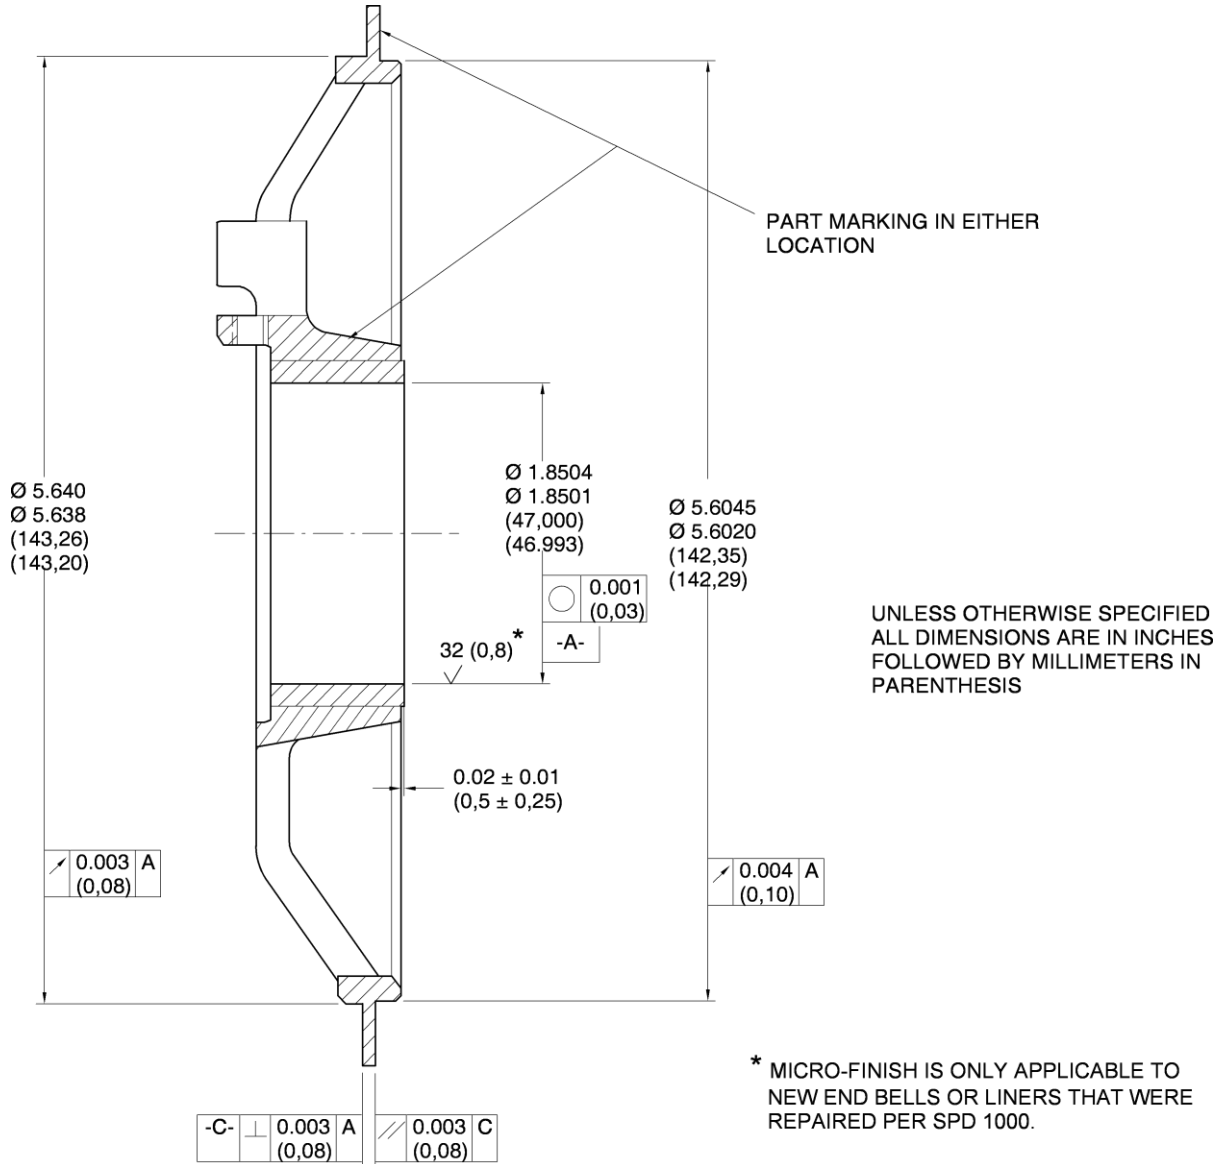 PART MARKING IN EITHER
LOCATION
Ø 5.640
Ø 5.638
(143,26)
(143,20)
Ø 1.8504
Ø 1.8501
(47,000)
(46.993)
Ø 5.6045
Ø 5.6020
(142,35)
(142,29)
○ 0.001
(0,03)
-A-
32 (0,8)*
UNLESS OTHERWISE SPECIFIED
ALL DIMENSIONS ARE IN INCHES
FOLLOWED BY MILLIMETERS IN
PARENTHESIS
0.02 ± 0.01
(0,5 ± 0,25)
↗ 0.003 A
(0,08)
↗ 0.004 A
(0,10)
* MICRO-FINISH IS ONLY APPLICABLE TO
NEW END BELLS OR LINERS THAT WERE
REPAIRED PER SPD 1000.
-C- ⊥ 0.003 A // 0.003 C
(0,08) (0,08)